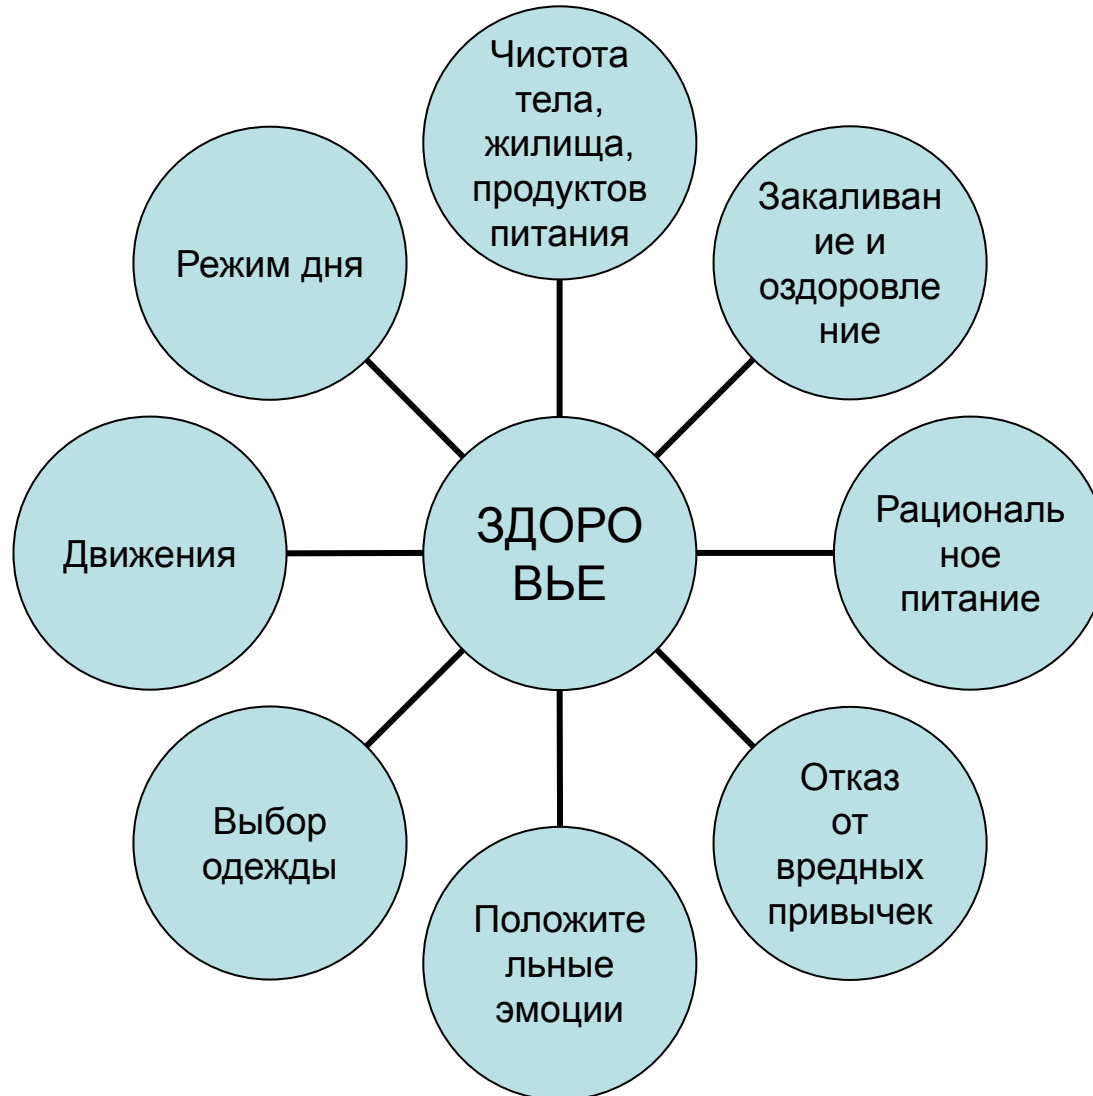 Чистота
тела,
жилища,
продуктов
питания
Закаливан
ие и
оздоровле
ние
Рациональ
ное
питание
Отказ
от
вредных
привычек
Положите
льные
эмоции
Выбор
одежды
Движения
Режим дня
ЗДОРО
ВЬЕ